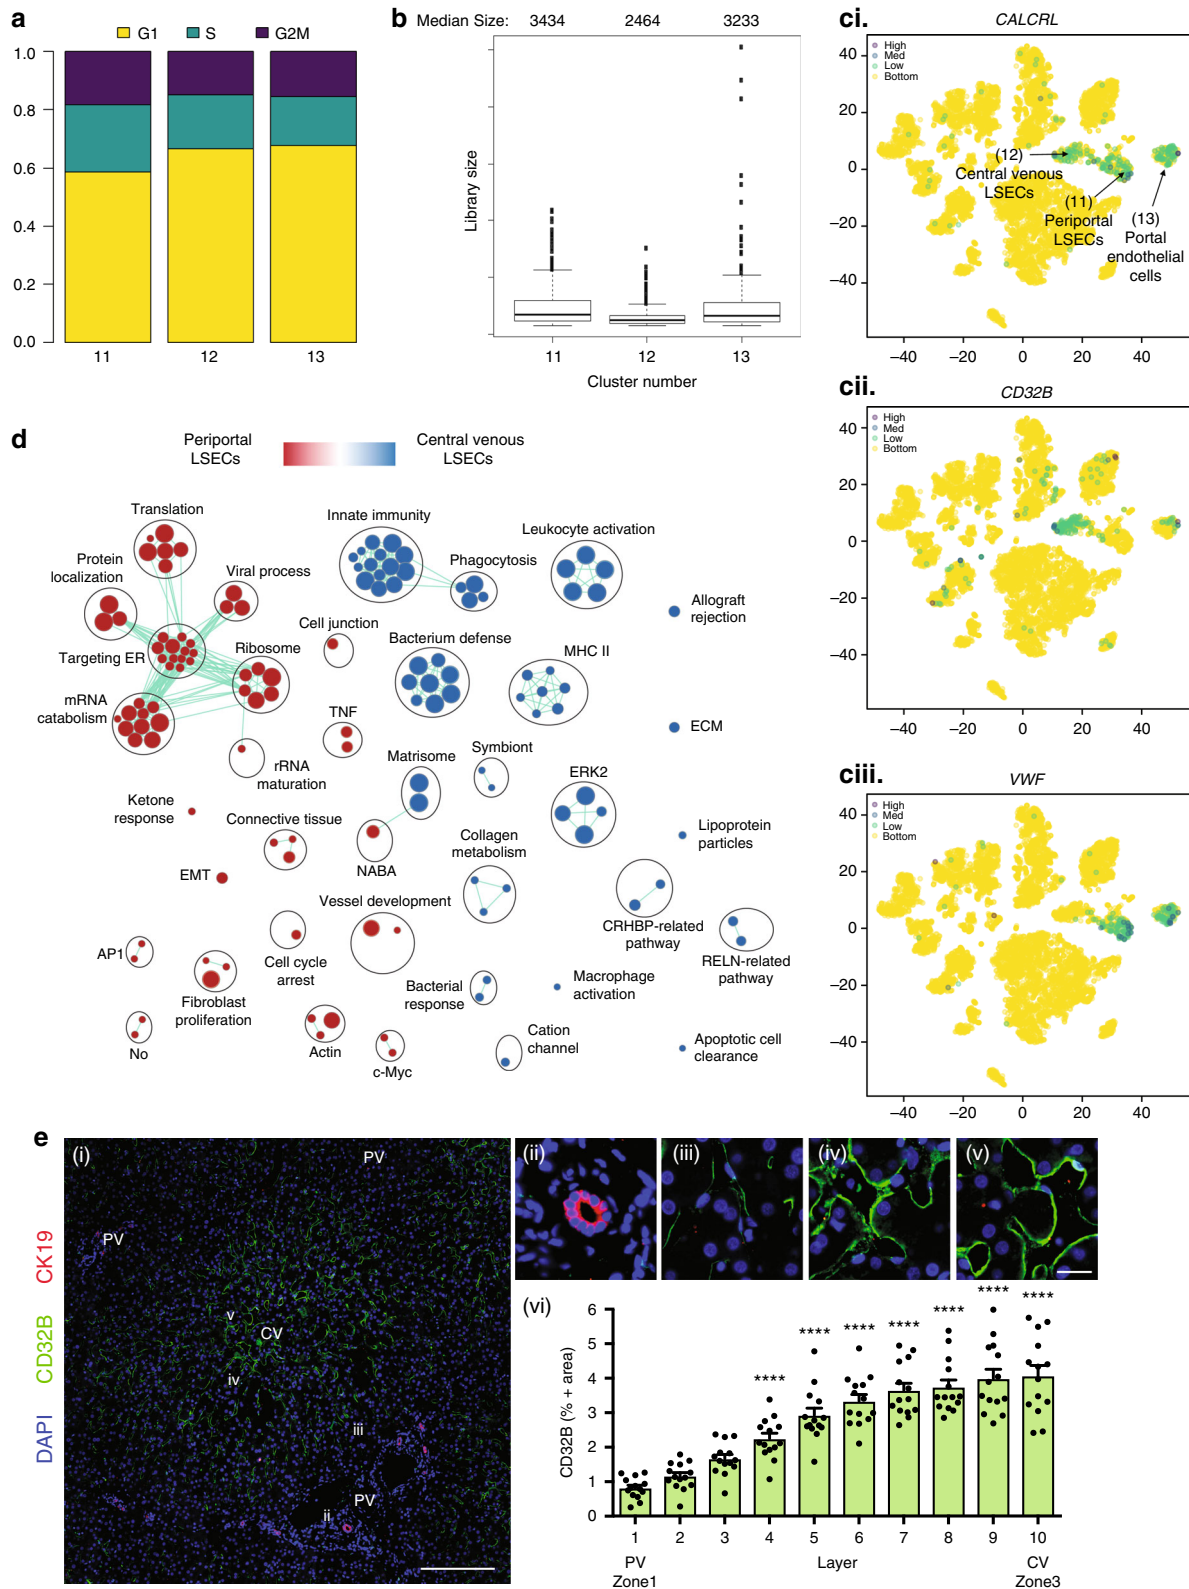 a
G1 S G2M
1.0
0.8
0.6
0.4
0.2
0.0
11 12 13
b
Median Size: 3434 2464 3233
Library size
11 12 13
Cluster number
ci.
CALCRL
High
Med
Low
Bottom
40
20
0
−20
−40
(12)
Central venous
LSECs
(11)
Periportal
LSECs
(13)
Portal
endothelial
cells
−40 −20 0 20 40
cii.
CD32B
High
Med
Low
Bottom
40
20
0
−20
−40
−40 −20 0 20 40
ciii.
VWF
High
Med
Low
Bottom
40
20
0
−20
−40
−40 −20 0 20 40
d
Periportal
LSECs
Central venous
LSECs
Translation
Innate immunity
Leukocyte activation
Protein
localization
Viral process
Phagocytosis
Allograft
rejection
Cell junction
Targeting ER
Ribosome
Bacterium defense
MHC II
mRNA
catabolism
TNF
ECM
rRNA
maturation
Matrisome
Symbiont
ERK2
Ketone
response
Connective tissue
NABA
Collagen
metabolism
Lipoprotein
particles
EMT
Vessel development
CRHBP-related
pathway
RELN-related
pathway
AP1
Cell cycle
arrest
Fibroblast
proliferation
Bacterial
response
Macrophage
activation
No
Actin
c-Myc
Cation
channel
Apoptotic cell
clearance
e
DAPI CD32B CK19
(i)
PV
PV
v
CV
iv
iii
PV
ii
(ii)
(iii)
(iv)
(v)
(vi)
CD32B (% + area)
6
5
4
3
2
1
0
**** **** **** **** **** **** ****
1 2 3 4 5 6 7 8 9 10
PV Layer CV
Zone1 Zone3